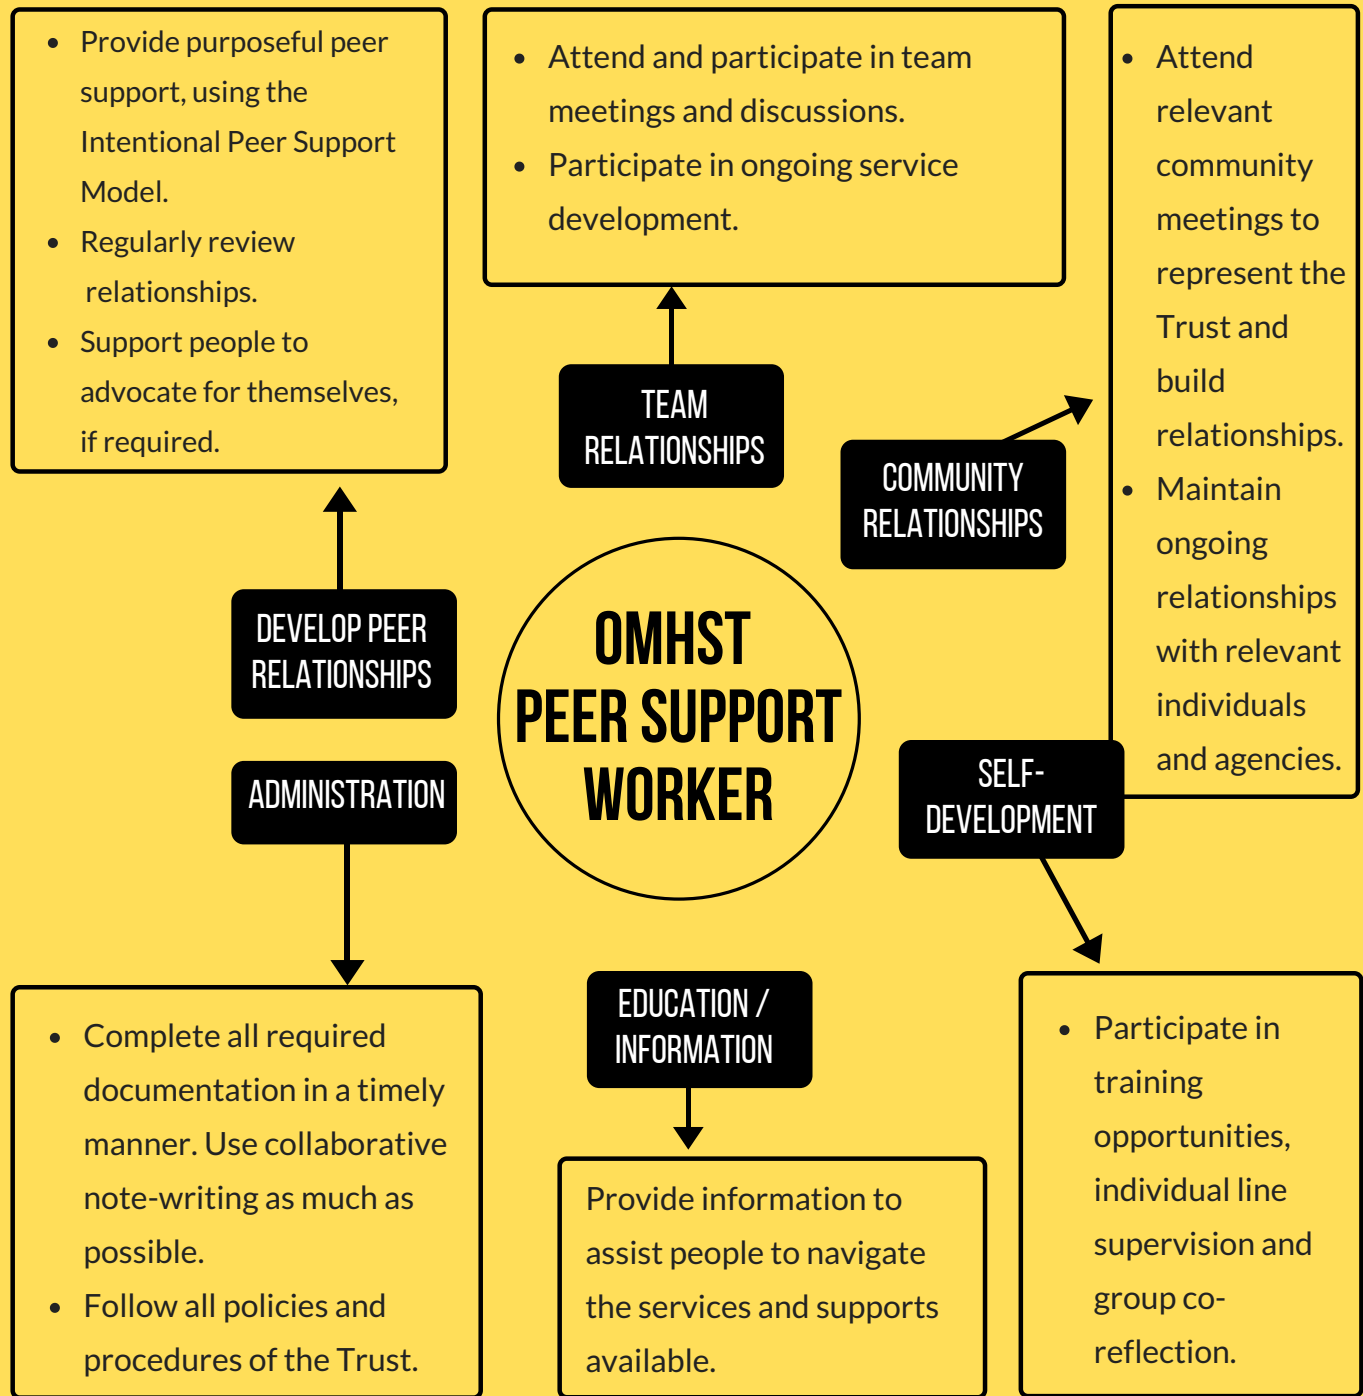 • Provide purposeful peer
support, using the
Intentional Peer Support
Model.
• Regularly review
relationships.
• Support people to
advocate for themselves,
if required.
• Attend and participate in team
meetings and discussions.
• Participate in ongoing service
development.
• Attend
relevant
community
meetings to
represent the
Trust and
build
relationships.
• Maintain
ongoing
relationships
with relevant
individuals
and agencies.
TEAM
RELATIONSHIPS
COMMUNITY
RELATIONSHIPS
DEVELOP PEER
RELATIONSHIPS
OMHST
PEER SUPPORT
WORKER
ADMINISTRATION
SELF-
DEVELOPMENT
EDUCATION /
INFORMATION
• Complete all required
documentation in a timely
manner. Use collaborative
note-writing as much as
possible.
• Follow all policies and
procedures of the Trust.
Provide information to
assist people to navigate
the services and supports
available.
• Participate in
training
opportunities,
individual line
supervision and
group co-
reflection.